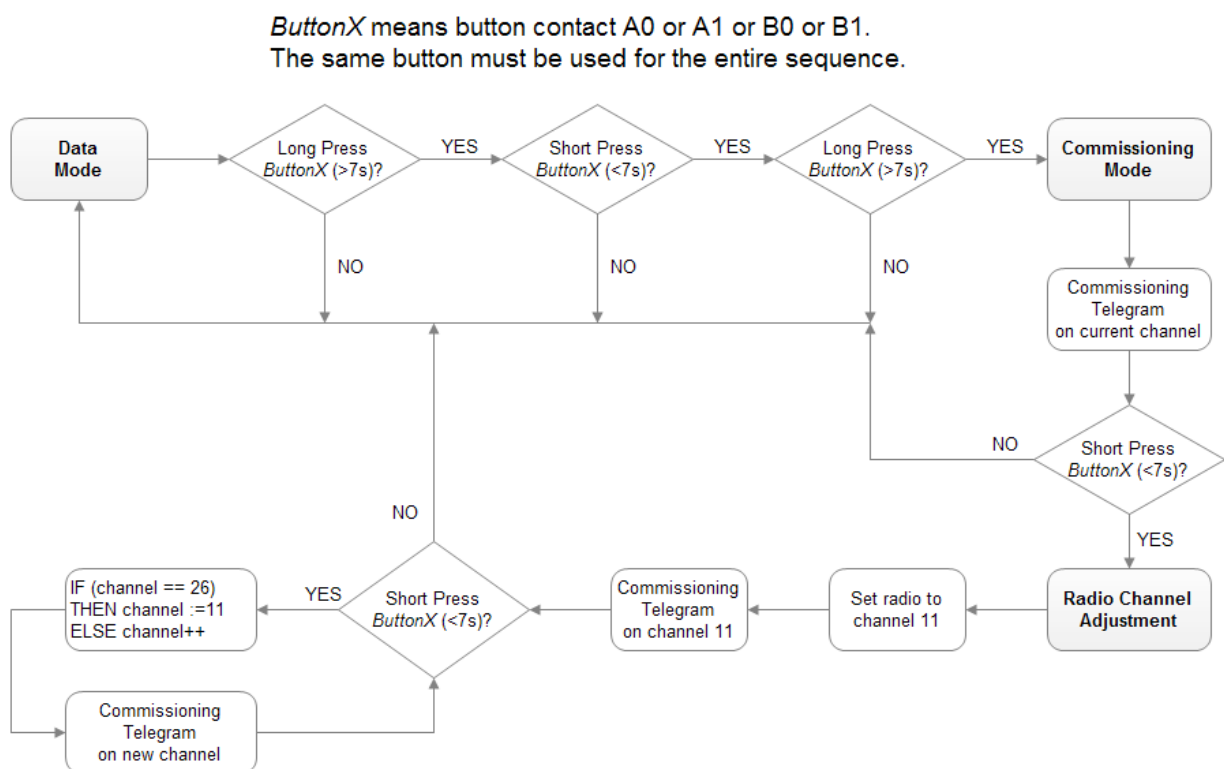 ButtonX means button contact A0 or A1 or B0 or B1.
The same button must be used for the entire sequence.
Data
Mode
Long Press
ButtonX (>7s)?
YES
Short Press
ButtonX (<7s)?
YES
Long Press
ButtonX (>7s)?
YES
Commissioning
Mode
NO
NO
NO
Commissioning
Telegram
on current channel
NO
Short Press
ButtonX (<7s)?
YES
Radio Channel
Adjustment
Set radio to
channel 11
Commissioning
Telegram
on channel 11
Short Press
ButtonX (<7s)?
NO
YES
IF (channel == 26)
THEN channel :=11
ELSE channel++
Commissioning
Telegram
on new channel